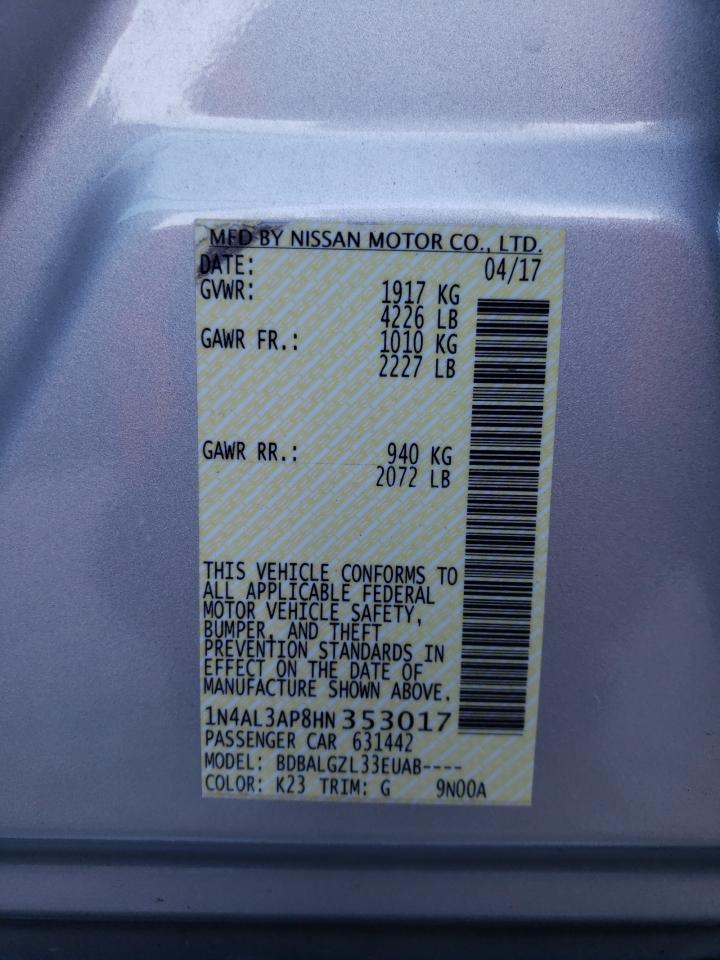 MFD BY NISSAN MOTOR CO., LTD.
DATE: 04/17
GVWR: 1917 KG
4226 LB
GAWR FR.: 1010 KG
2227 LB
GAWR RR.: 940 KG
2072 LB
THIS VEHICLE CONFORMS TO
ALL APPLICABLE FEDERAL
MOTOR VEHICLE SAFETY,
BUMPER, AND THEFT
PREVENTION STANDARDS IN
EFFECT ON THE DATE OF
MANUFACTURE SHOWN ABOVE.
1N4AL3AP8HN 353017
PASSENGER CAR 631442
MODEL: BDBALGZL33EUAB----
COLOR: K23 TRIM: G 9N00A